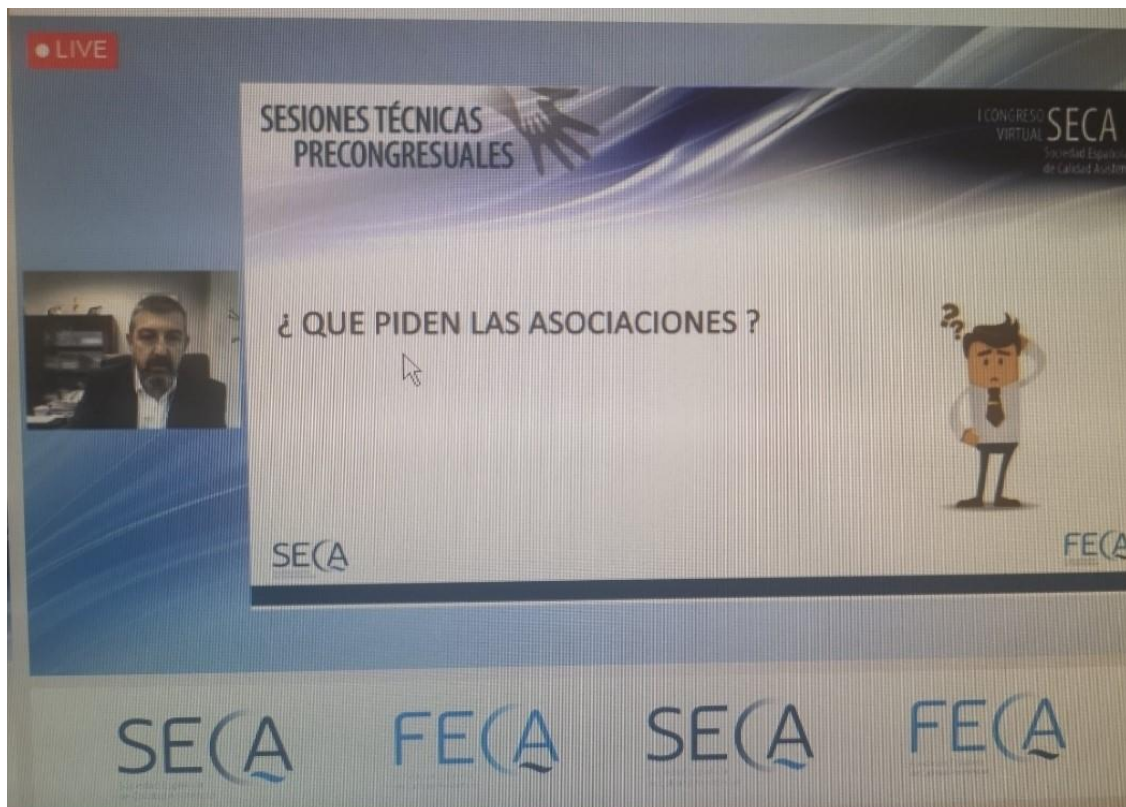 LIVE
SESIONES TÉCNICAS
PRECONGRESUALES
I CONGRESO
VIRTUAL
SECA
Sociedad Español
de Calidad Asisten
¿ QUE PIDEN LAS ASOCIACIONES ?
??
SECA
FECA
SECA
FECA
SECA
FECA